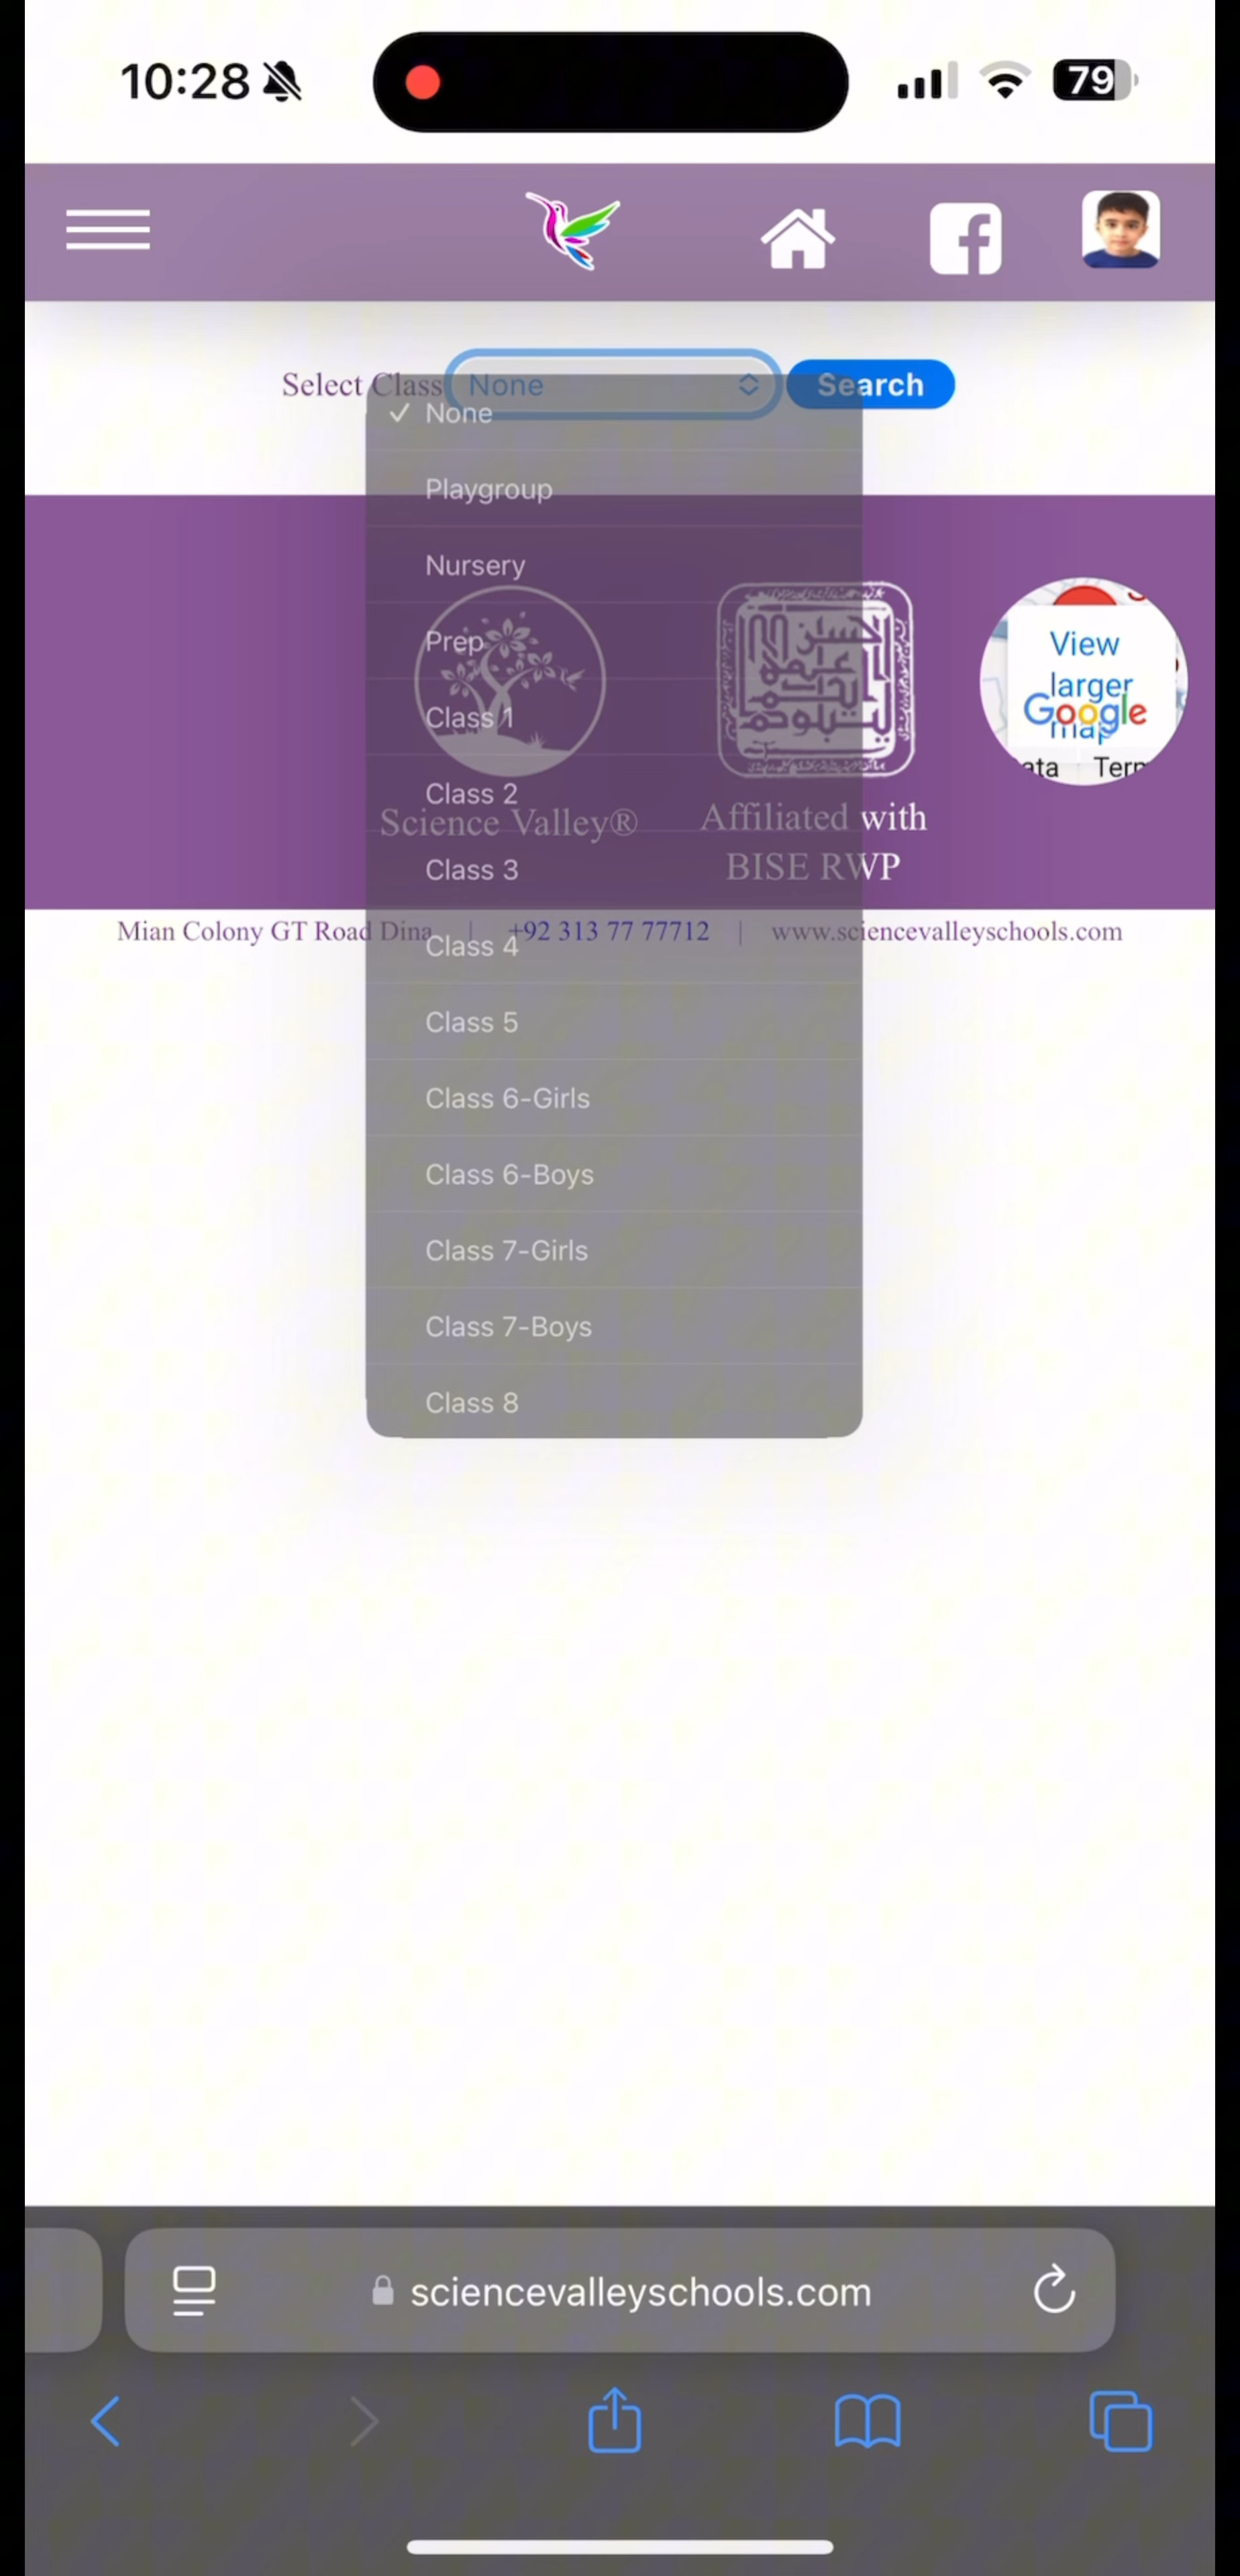 10:28
79
Select Class None Search
None
Playgroup
Nursery
Prep
Class 1
Class 2
Class 3
Class 4
Class 5
Class 6-Girls
Class 6-Boys
Class 7-Girls
Class 7-Boys
Class 8
Science Valley®
Affiliated with
BISE RWP
View
larger
map
Google
ata Term
Mian Colony GT Road Dina | +92 313 77 77712 | www.sciencevalleyschools.com
sciencevalleyschools.com